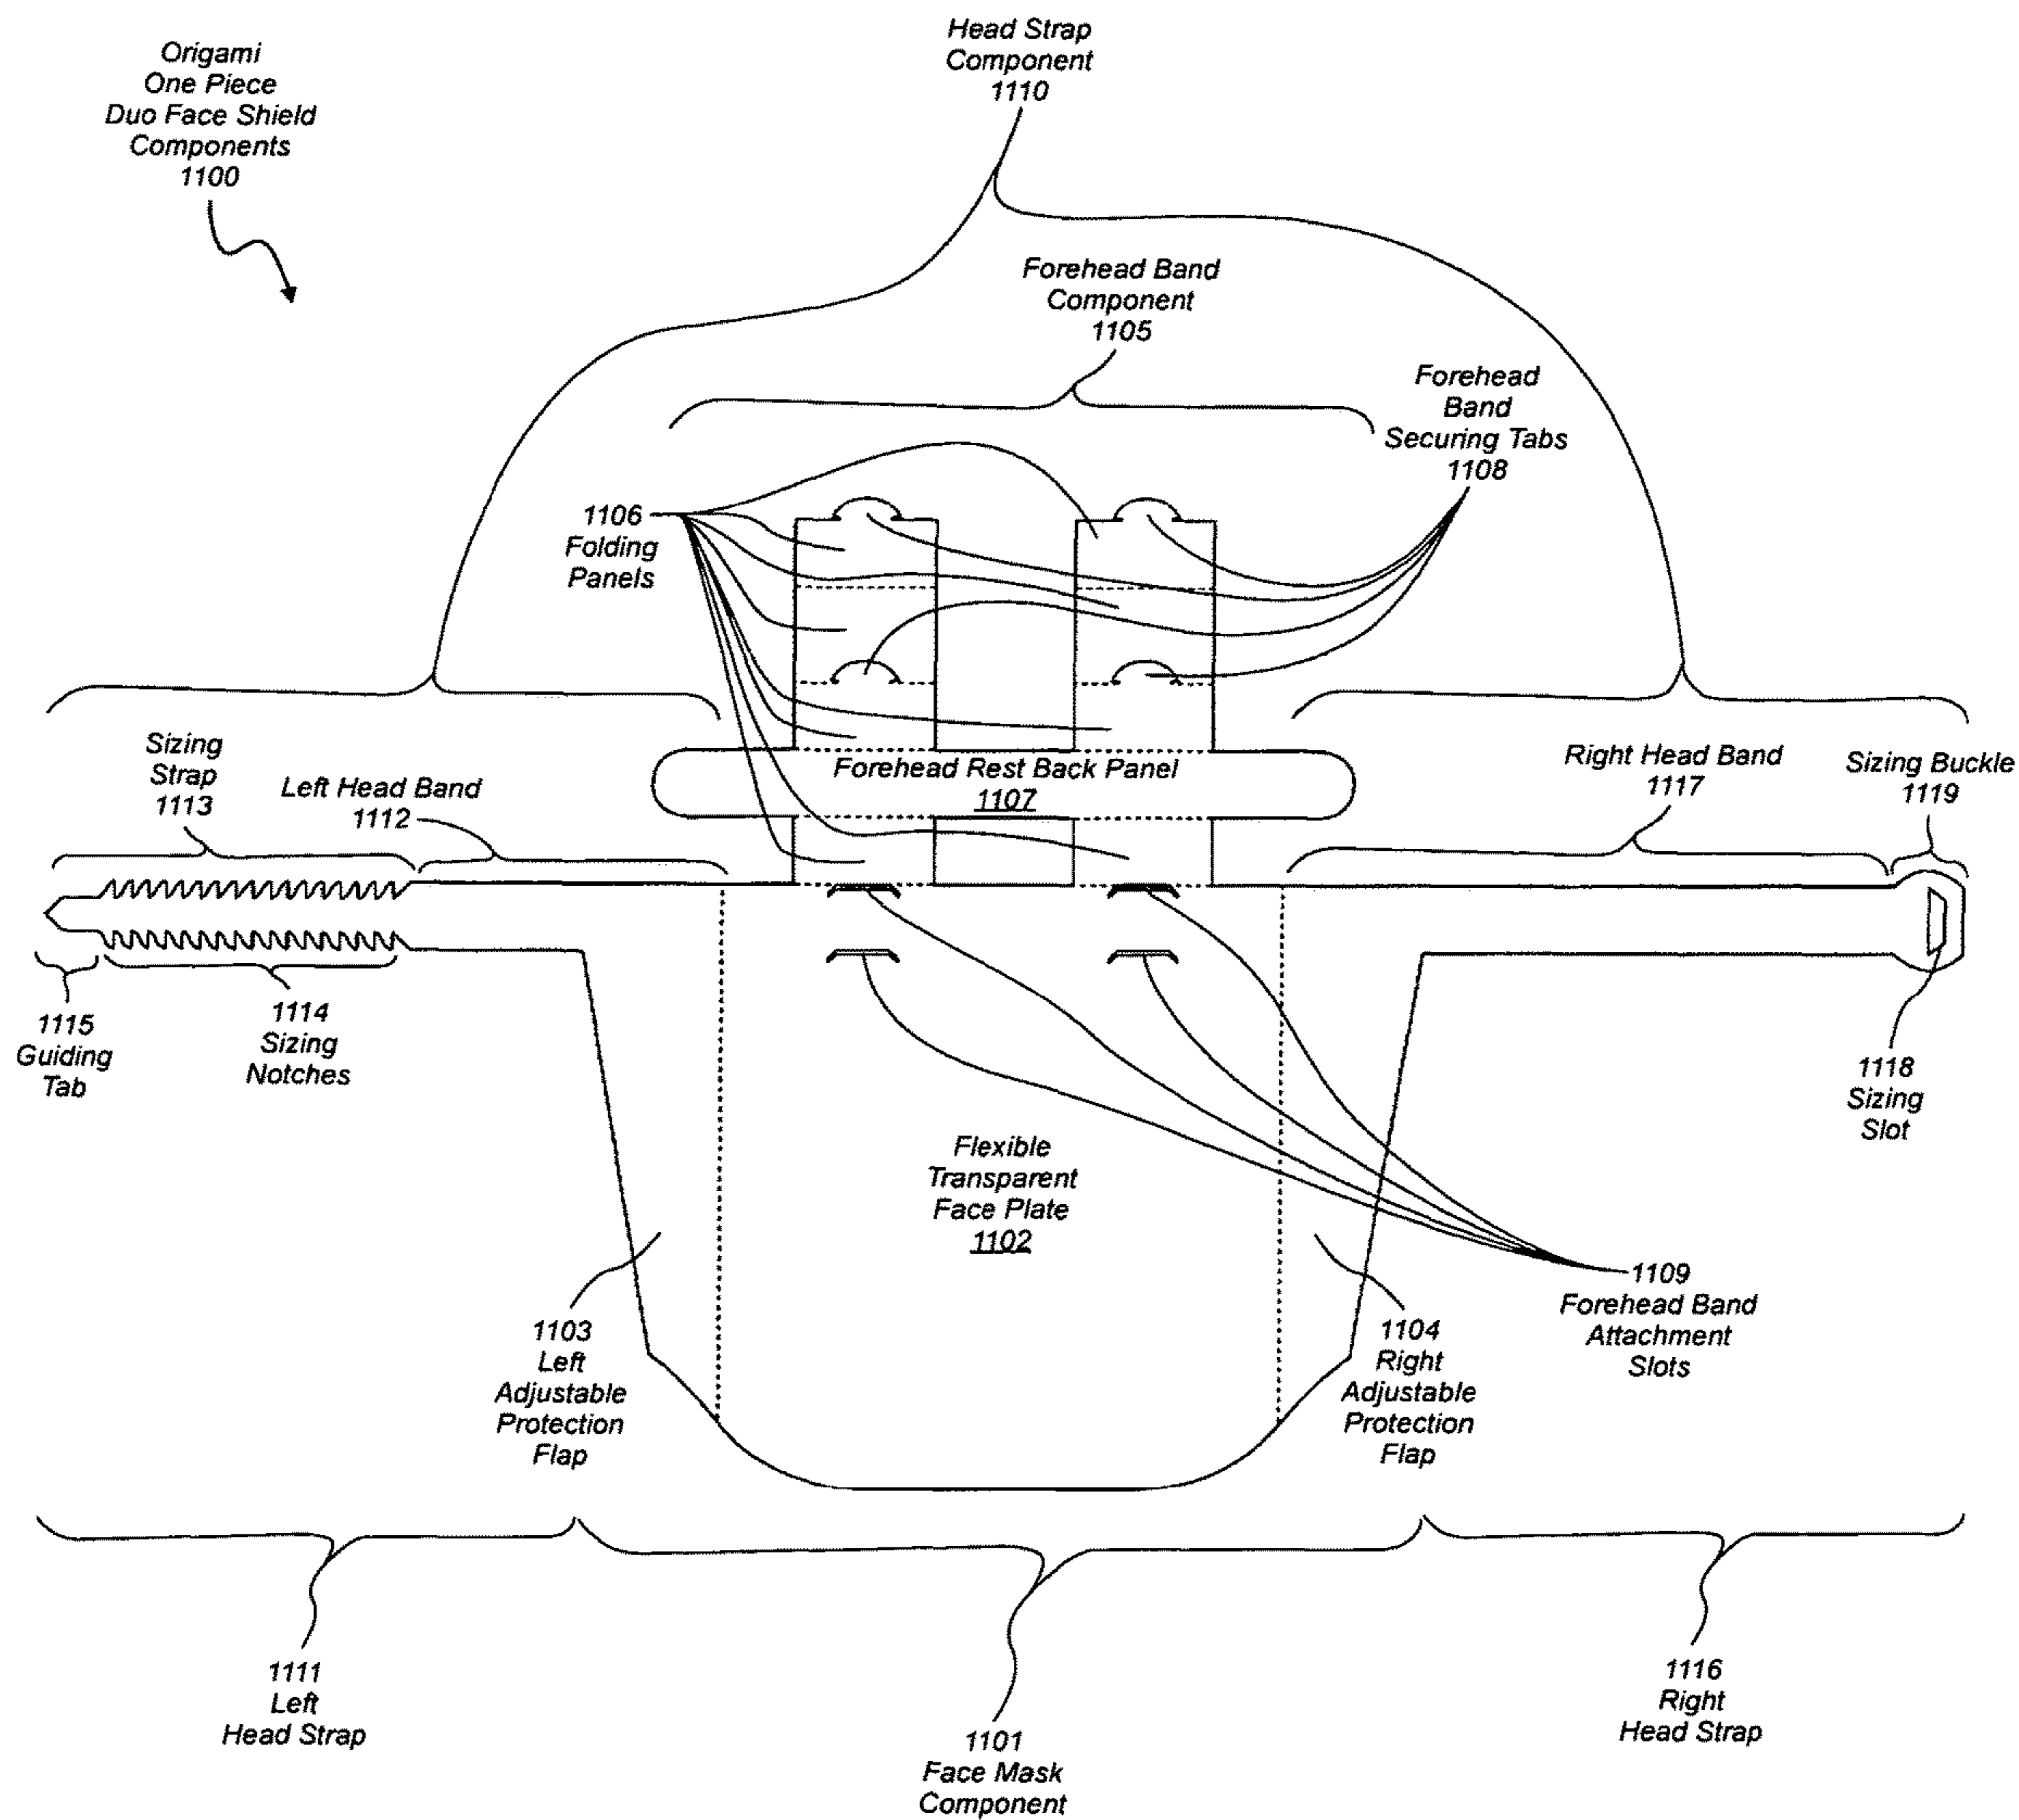 Origami
One Piece
Duo Face Shield
Components
1100
Head Strap
Component
1110
Forehead Band
Component
1105
Forehead
Band
Securing Tabs
1108
1106
Folding
Panels
Sizing
Strap
1113
Left Head Band
1112
Forehead Rest Back Panel
1107
Right Head Band
1117
Sizing Buckle
1119
1115
Guiding
Tab
1114
Sizing
Notches
1118
Sizing
Slot
Flexible
Transparent
Face Plate
1102
1103
Left
Adjustable
Protection
Flap
1104
Right
Adjustable
Protection
Flap
1109
Forehead Band
Attachment
Slots
1111
Left
Head Strap
1101
Face Mask
Component
1116
Right
Head Strap